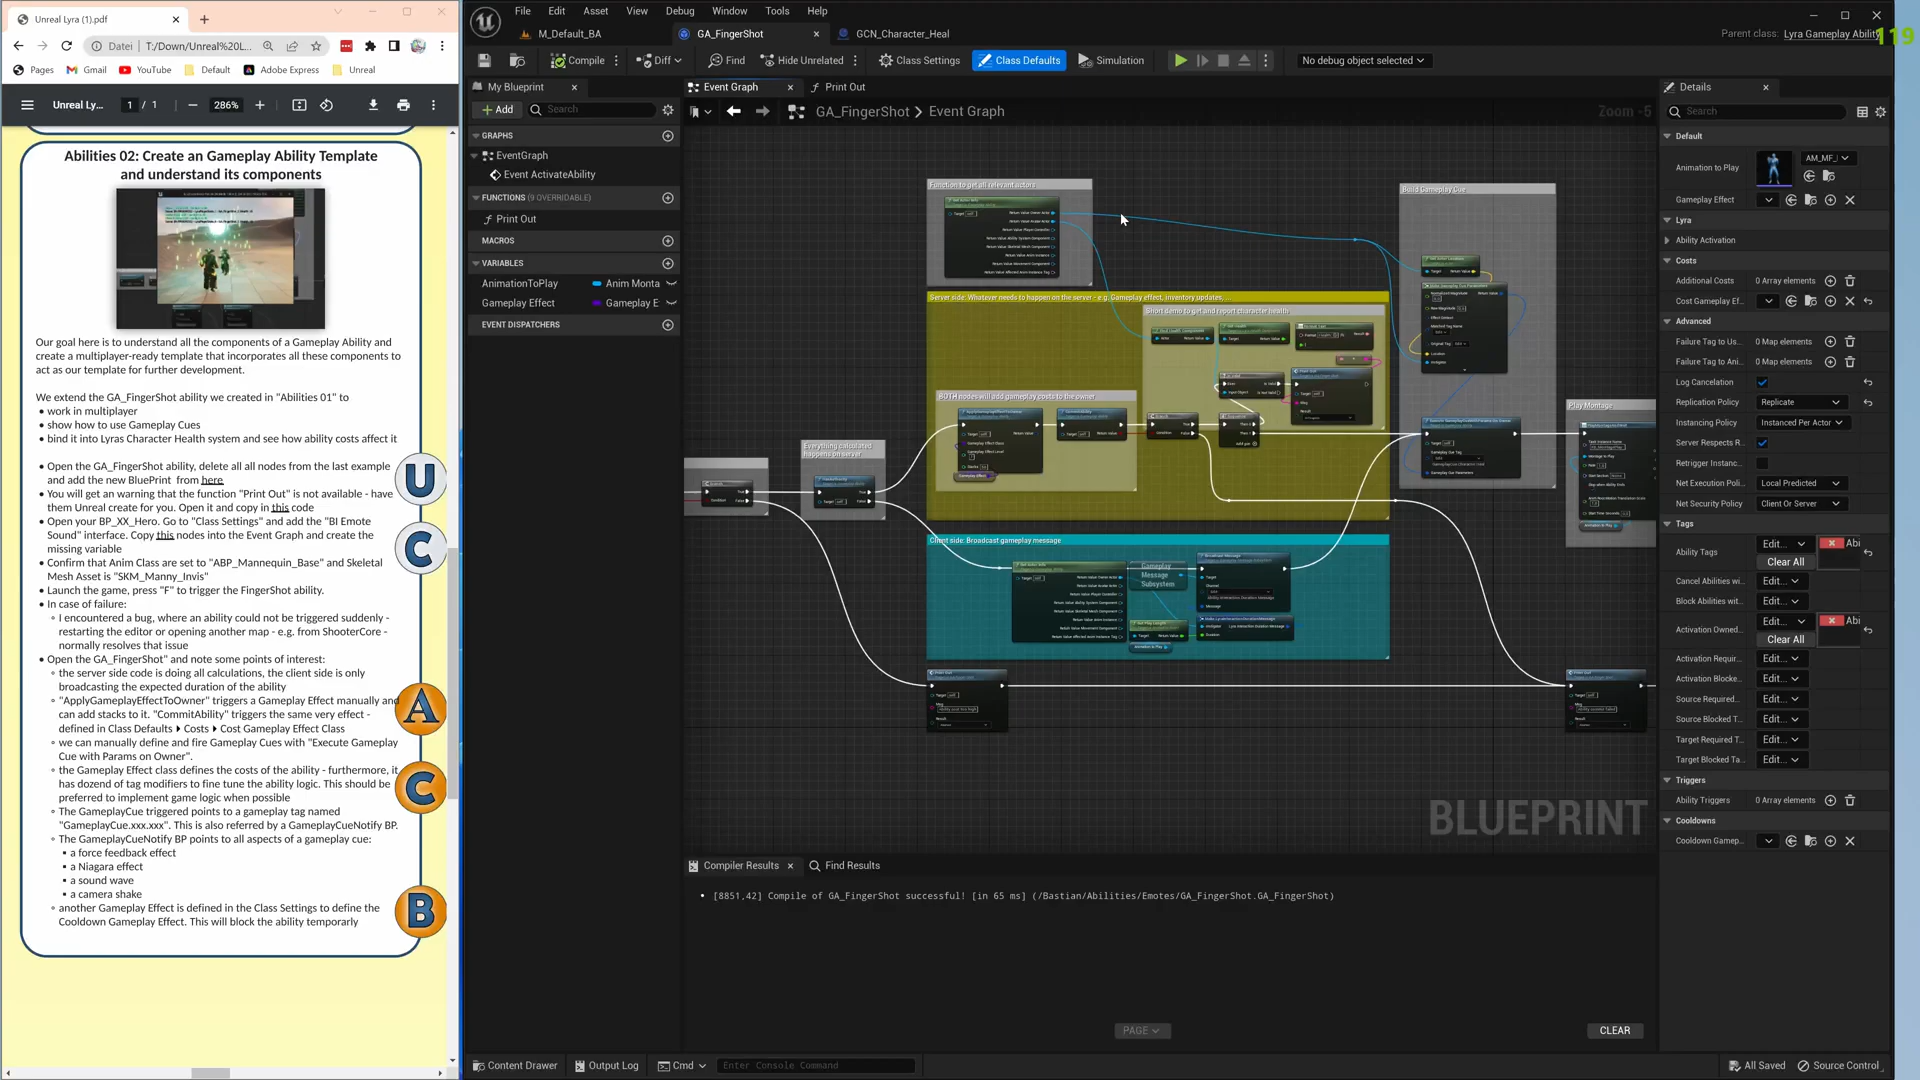 Unreal Lyra (1).pdf
Datei
T:/Down/Unreal%20L...
Pages
Gmail
YouTube
Default
Adobe Express
Unreal
Unreal Ly...
1 / 1
286%
Abilities 02: Create an Gameplay Ability Template
and understand its components
Our goal here is to understand all the components of a Gameplay Ability and
create a multiplayer-ready template that incorporates all these components to
act as our template for further development.
We extend the GA_FingerShot ability we created in "Abilities 01" to
• work in multiplayer
• show how to use Gameplay Cues
• bind it into Lyras Character Health system and see how ability costs affect it
• Open the GA_FingerShot ability, delete all all nodes from the last example
and add the new BluePrint from here
• You will get an warning that the function "Print Out" is not available - have
them Unreal create for you. Open it and copy in this code
• Open your BP_XX_Hero. Go to "Class Settings" and add the "BI Emote
Sound" interface. Copy this nodes into the Event Graph and create the
missing variable
• Confirm that Anim Class are set to "ABP_Mannequin_Base" and Skeletal
Mesh Asset is "SKM_Manny_Invis"
• Launch the game, press "F" to trigger the FingerShot ability.
• In case of failure:
◦ I encountered a bug, where an ability could not be triggered suddenly -
restarting the editor or opening another map - e.g. from ShooterCore -
normally resolves that issue
• Open the GA_FingerShot" and note some points of interest:
◦ the server side code is doing all calculations, the client side is only
broadcasting the expected duration of the ability
◦ "ApplyGameplayEffectToOwner" triggers a Gameplay Effect manually and
can add stacks to it. "CommitAbility" triggers the same very effect -
defined in Class Defaults ▸ Costs ▸ Cost Gameplay Effect Class
◦ we can manually define and fire Gameplay Cues with "Execute Gameplay
Cue with Params on Owner".
◦ the Gameplay Effect class defines the costs of the ability - furthermore, it
has dozend of tag modifiers to fine tune the ability logic. This should be
preferred to implement game logic when possible
◦ The GameplayCue triggered points to a gameplay tag named
"GameplayCue.xxx.xxx". This is also referred by a GameplayCueNotify BP.
◦ The GameplayCueNotify BP points to all aspects of a gameplay cue:
▪ a force feedback effect
▪ a Niagara effect
▪ a sound wave
▪ a camera shake
◦ another Gameplay Effect is defined in the Class Settings to define the
Cooldown Gameplay Effect. This will block the ability temporarly
U
C
A
C
B
File Edit Asset View Debug Window Tools Help
M_Default_BA
GA_FingerShot
GCN_Character_Heal
Parent class: Lyra Gameplay Ability
119
Compile
Diff
Find
Hide Unrelated
Class Settings
Class Defaults
Simulation
No debug object selected
My Blueprint
Add
Search
GRAPHS
EventGraph
Event ActivateAbility
FUNCTIONS (9 OVERRIDABLE)
Print Out
MACROS
VARIABLES
AnimationToPlay
Anim Monta
Gameplay Effect
Gameplay E
EVENT DISPATCHERS
Event Graph
Print Out
GA_FingerShot > Event Graph
Zoom -5
Function to get all relevant actors
Build Gameplay Cue
Server side: Whatever needs to happen on the server - e.g. Gameplay effect, inventory updates,...
Short demo to get and report character health
BOTH nodes will add gameplay costs to the owner
Everything calculated
happens on server
Play Montage
Client side: Broadcast gameplay message
Gameplay
Message
Subsystem
BLUEPRINT
Compiler Results
Find Results
• [8851,42] Compile of GA_FingerShot successful! [in 65 ms] (/Bastian/Abilities/Emotes/GA_FingerShot.GA_FingerShot)
PAGE
CLEAR
Content Drawer
Output Log
Cmd
Enter Console Command
All Saved
Source Control
Details
Search
Default
Animation to Play
AM_MF_I
Gameplay Effect
Lyra
Ability Activation
Costs
Additional Costs
0 Array elements
Cost Gameplay Ef...
Advanced
Failure Tag to Us...
0 Map elements
Failure Tag to Ani...
0 Map elements
Log Cancelation
Replication Policy
Replicate
Instancing Policy
Instanced Per Actor
Server Respects R...
Retrigger Instanc...
Net Execution Poli...
Local Predicted
Net Security Policy
Client Or Server
Tags
Ability Tags
Edit...
Abi
Clear All
Cancel Abilities wi...
Edit...
Block Abilities wit...
Edit...
Activation Owned...
Edit...
Abi
Clear All
Activation Requir...
Edit...
Activation Blocke...
Edit...
Source Required...
Edit...
Source Blocked T...
Edit...
Target Required T...
Edit...
Target Blocked Ta...
Edit...
Triggers
Ability Triggers
0 Array elements
Cooldowns
Cooldown Gamep...